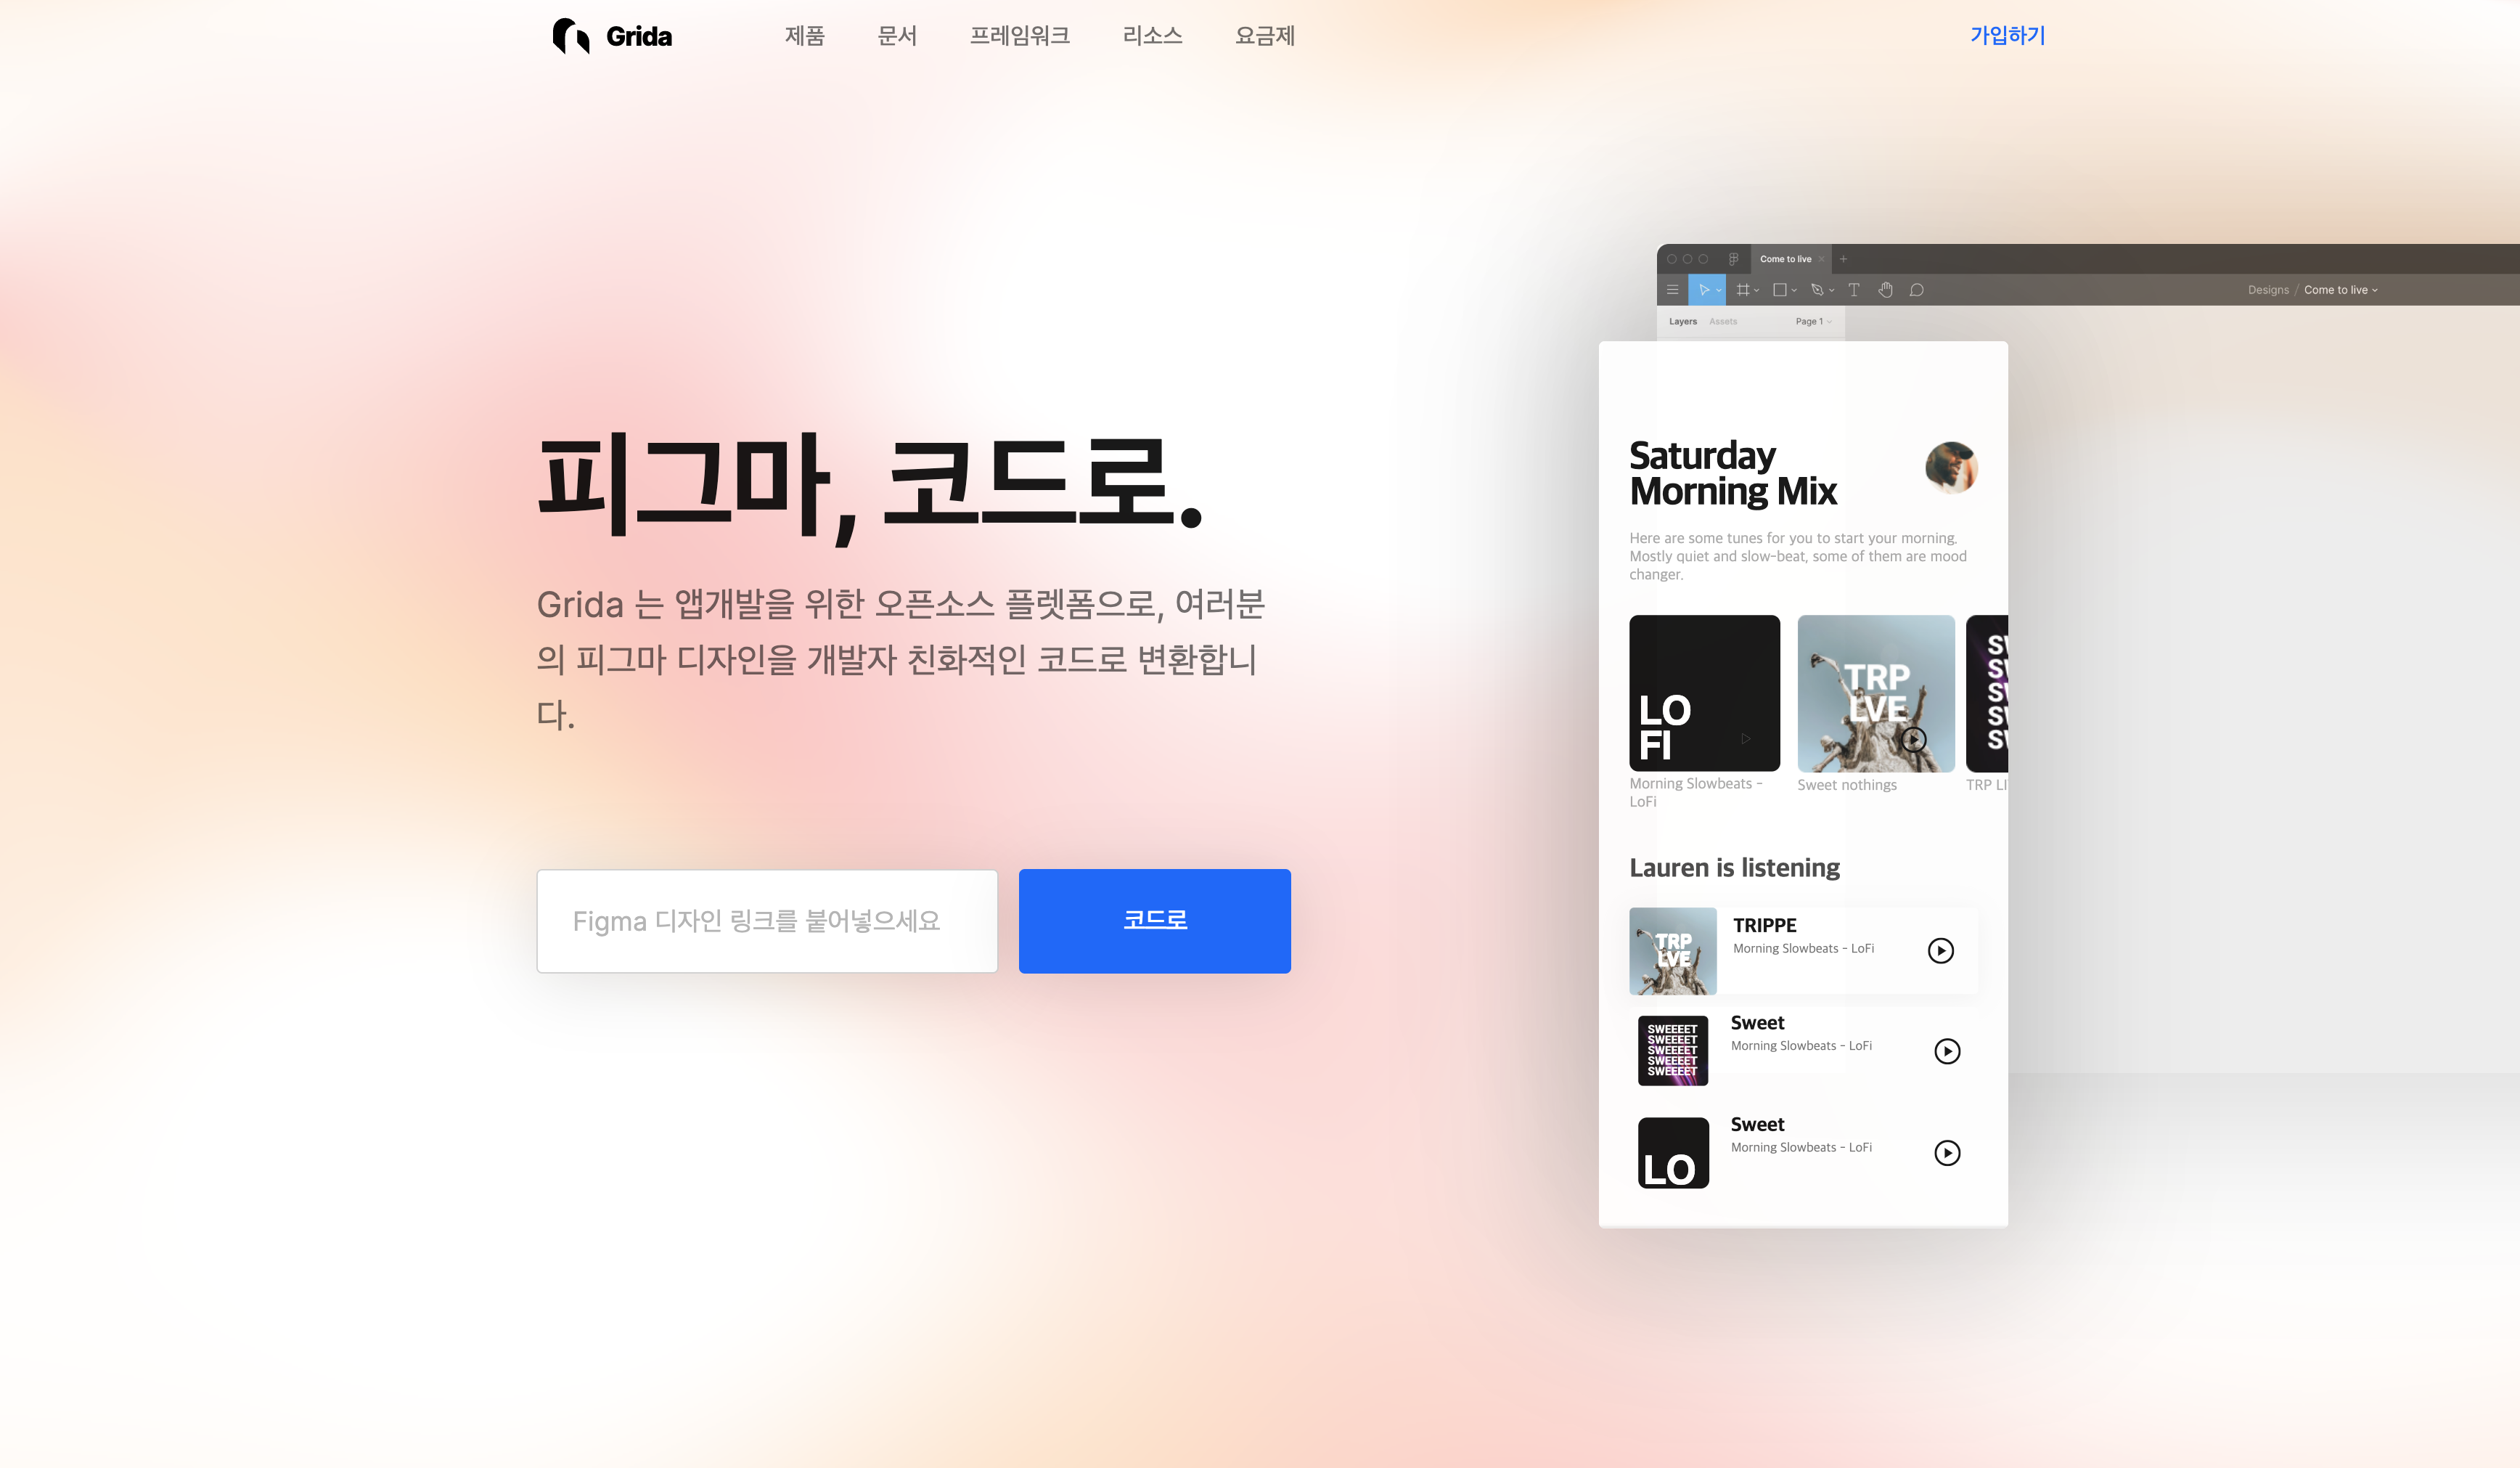 Grida
제품
문서
프레임워크
리소스
요금제
가입하기
피그마, 코드로.
Grida 는 앱개발을 위한 오픈소스 플렛폼으로, 여러분
의 피그마 디자인을 개발자 친화적인 코드로 변환합니
다.
Figma 디자인 링크를 붙어넣으세요
코드로
Come to live
Designs / Come to live
Layers
Assets
Page 1
Saturday
Morning Mix
Here are some tunes for you to start your morning.
Mostly quiet and slow-beat, some of them are mood
changer.
LO
FI
Morning Slowbeats -
LoFi
TRP
LVE
Sweet nothings
TRP LI
Lauren is listening
TRP
LVE
TRIPPE
Morning Slowbeats - LoFi
SWEEEET
SWEEEET
SWEEEET
SWEEEET
SWEEEET
Sweet
Morning Slowbeats - LoFi
LO
Sweet
Morning Slowbeats - LoFi